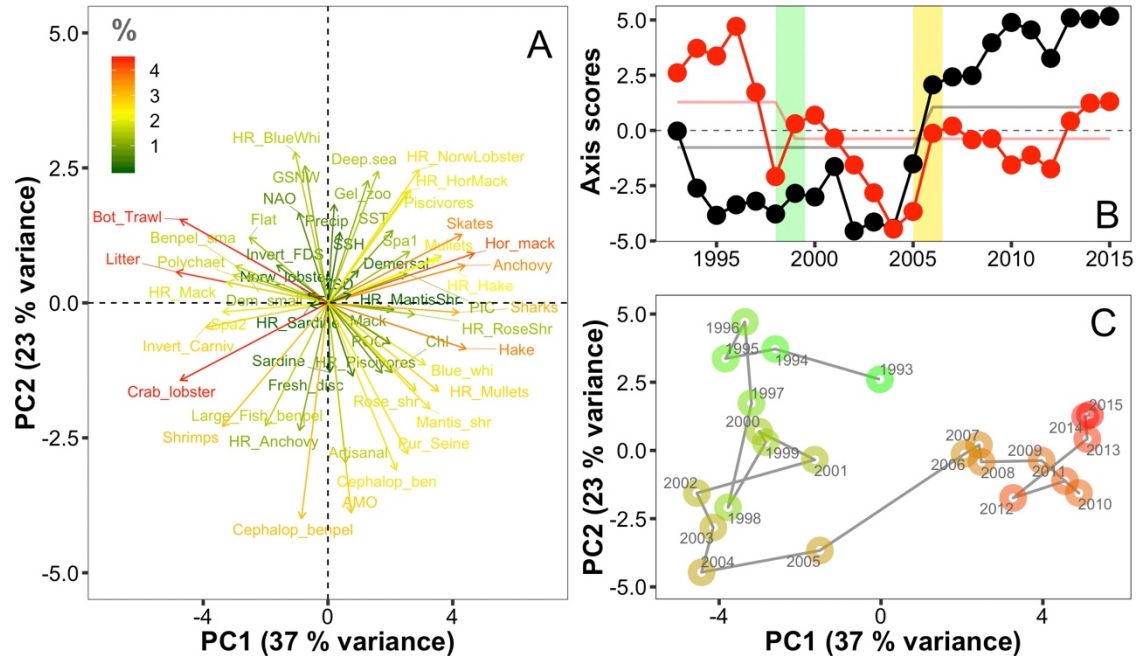 5.0
%
A
4
3
2
1
HR_BlueWhi
Deep.sea
HR_NorwLobster
2.5
GSNW
HR_HorMack
Gel_zoo
Piscivores
NAO
Bot_Trawl
Flat
Precip
SST
Skates
Benpel_sma
SSH
Spa1
Mullets
Hor_mack
Invert_FDS
Litter
Polychaet
Demersal
Anchovy
Norw_lobster
HR_Hake
HR_Mack
Dem_small
HR_MantisShr
0.0
PIC
Sharks
Spa2
HR_Sardine
Mack
HR_RoseShr
Invert_Carniv
POC
Chl
Hake
Sardine
HR_Piscivores
Blue_whi
Crab_lobster
Fresh_disc
HR_Mullets
Rose_shr
Large_Fish_benpel
Mantis_shr
Shrimps
-2.5
HR_Anchovy
Pur_Seine
Artisanal
Cephalop_ben
AMO
Cephalop_benpel
-5.0
-4
0
4
PC1 (37 % variance)
PC2 (23 % variance)
5.0
2.5
0.0
-2.5
-5.0
Axis scores
B
1995
2000
2005
2010
2015
5.0
C
1996
1995
1994
2.5
1993
1997
2015
2000
2014
2007
2013
0.0
1999
2009
2001
2006
2008
2011
2002
2010
1998
2012
-2.5
2003
2004
2005
-5.0
-4
0
4
PC1 (37 % variance)
PC2 (23 % variance)